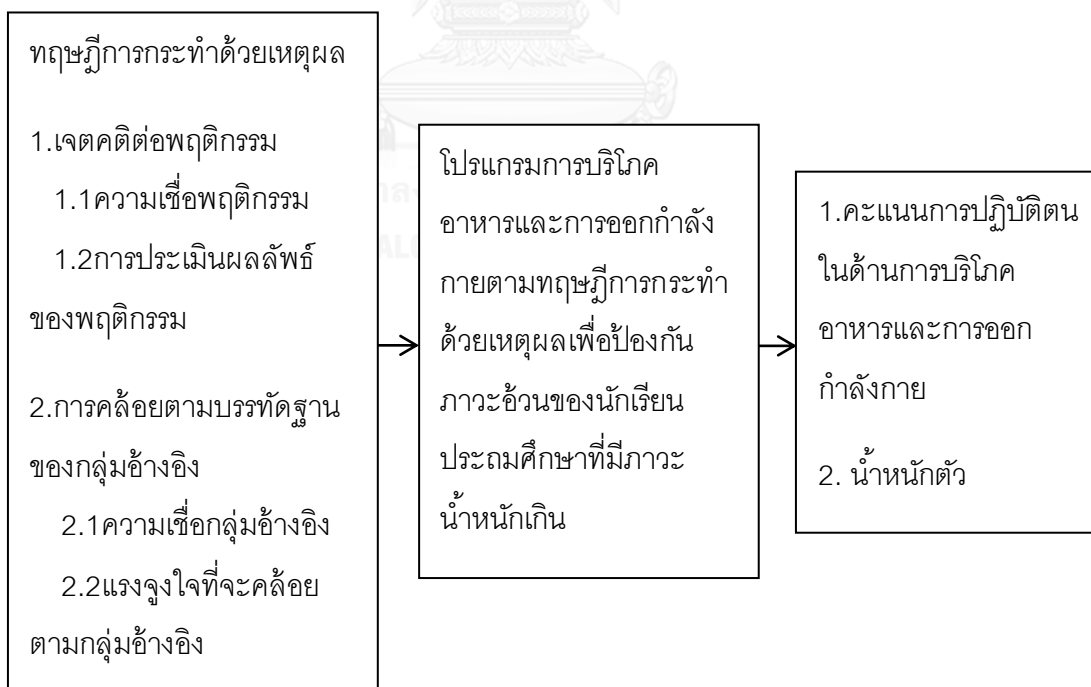 ทฤษฎีการกระทำด้วยเหตุผล
1.เจตคติต่อพฤติกรรม
1.1ความเชื่อพฤติกรรม
1.2การประเมินผลลัพธ์
ของพฤติกรรม
2.การคล้อยตามบรรทัดฐาน
ของกลุ่มอ้างอิง
2.1ความเชื่อกลุ่มอ้างอิง
2.2แรงจูงใจที่จะคล้อย
ตามกลุ่มอ้างอิง
โปรแกรมการบริโภค
อาหารและการออกกำลัง
กายตามทฤษฎีการกระทำ
ด้วยเหตุผลเพื่อป้องกัน
ภาวะอ้วนของนักเรียน
ประถมศึกษาที่มีภาวะ
น้ำหนักเกิน
1.คะแนนการปฏิบัติตน
ในด้านการบริโภค
อาหารและการออก
กำลังกาย
2. น้ำหนักตัว